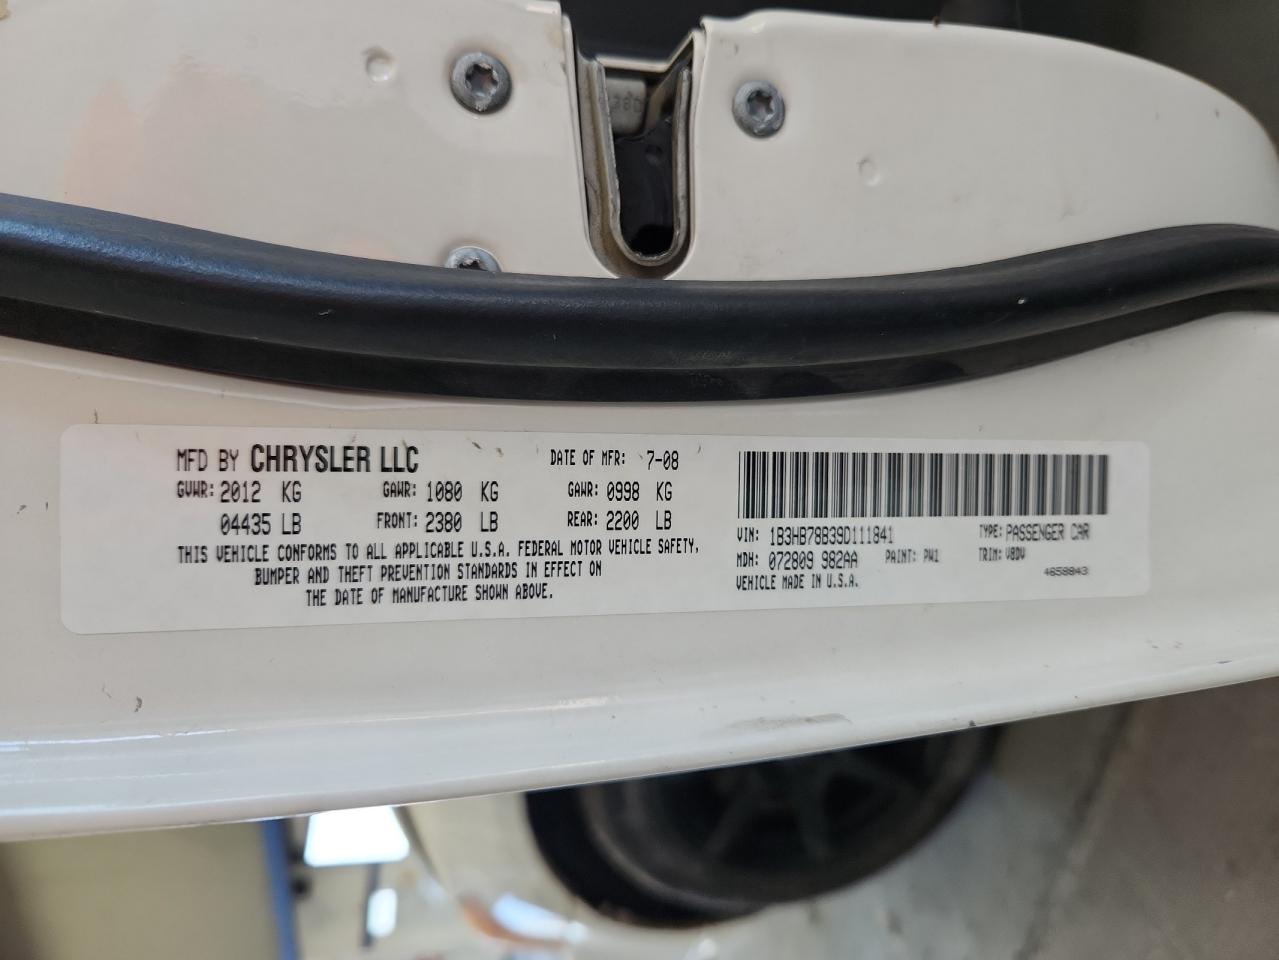 MFD BY CHRYSLER LLC DATE OF MFR: 7-08
GVWR: 2012 KG GAWR: 1080 KG GAWR: 0998 KG
04435 LB FRONT: 2380 LB REAR: 2200 LB
THIS VEHICLE CONFORMS TO ALL APPLICABLE U.S.A. FEDERAL MOTOR VEHICLE SAFETY,
BUMPER AND THEFT PREVENTION STANDARDS IN EFFECT ON
THE DATE OF MANUFACTURE SHOWN ABOVE.
VIN: 1B3HB78B39D111841 TYPE: PASSENGER CAR
MDH: 072809 982AA PAINT: PW1 TRIM: V8DV
VEHICLE MADE IN U.S.A. 4658843